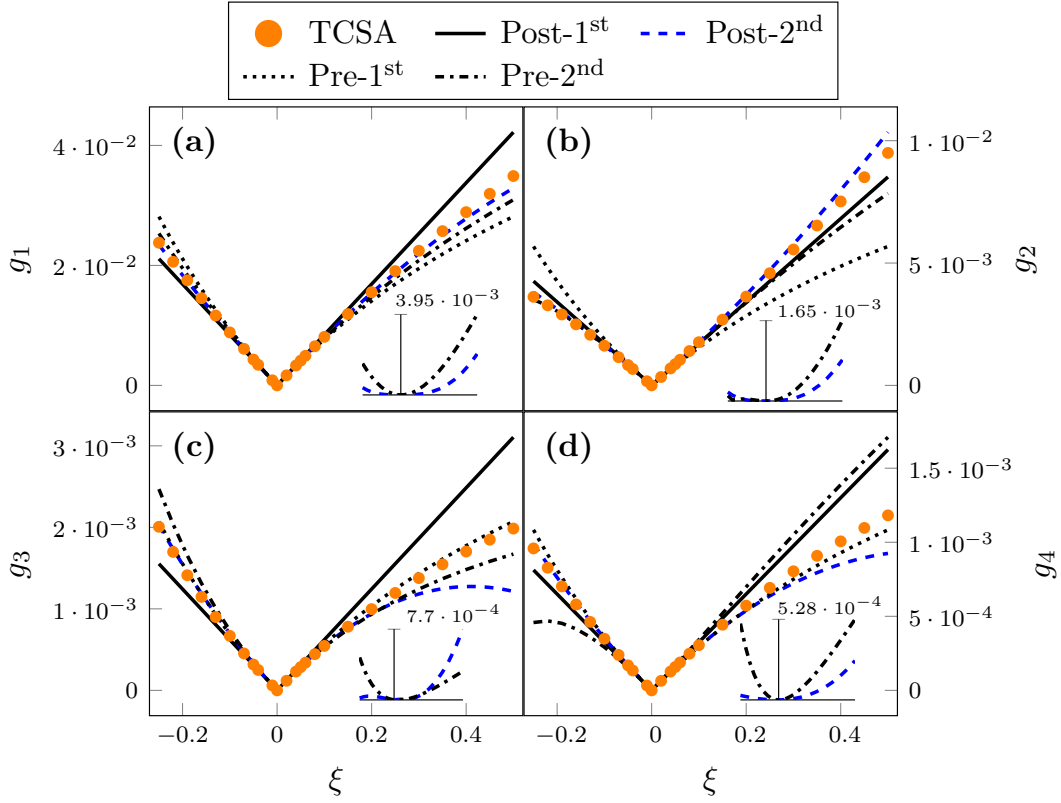 TCSA Post-1st Post-2nd
Pre-1st Pre-2nd
(a) (b)
4 · 10−2
2 · 10−2
0
g1
3.95 · 10−3
1 · 10−2
5 · 10−3
0
g2
1.65 · 10−3
(c) (d)
3 · 10−3
2 · 10−3
1 · 10−3
0
g3
7.7 · 10−4
1.5 · 10−3
1 · 10−3
5 · 10−4
0
g4
5.28 · 10−4
−0.2 0 0.2 0.4 −0.2 0 0.2 0.4
ξ ξ